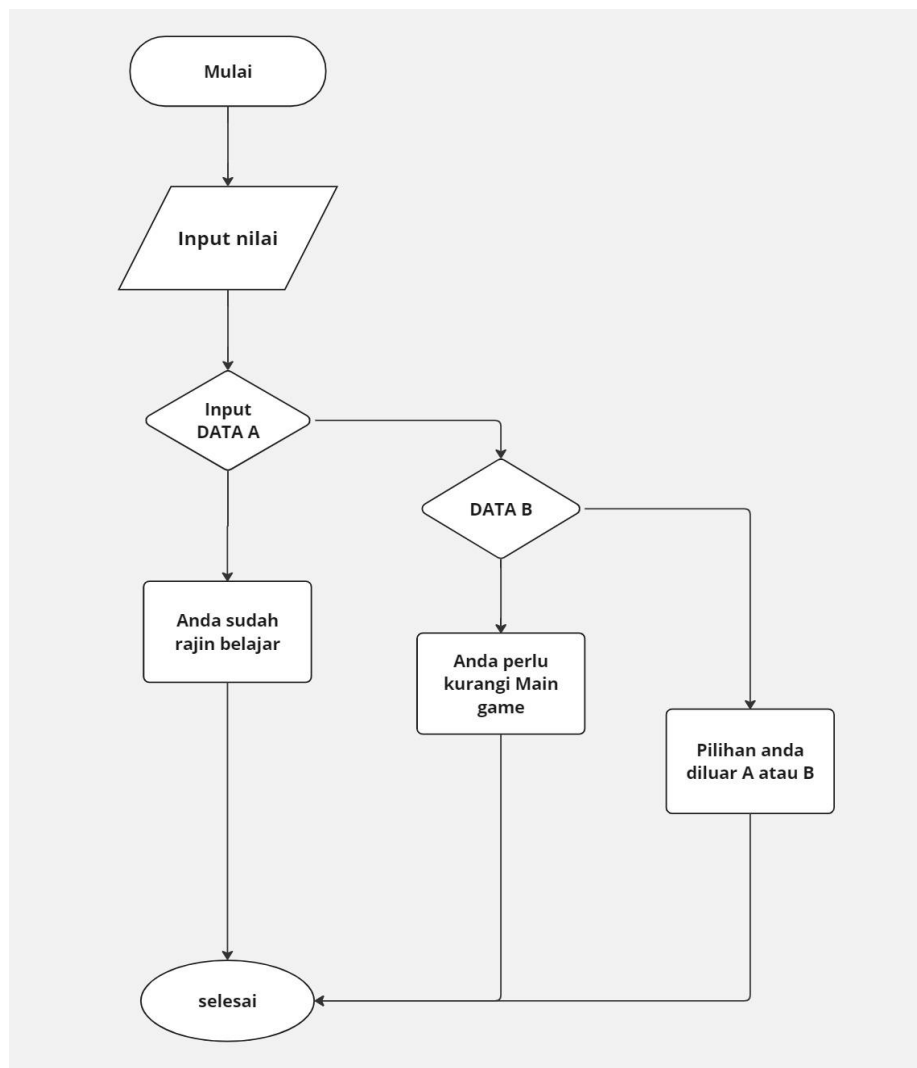 Mulai
Input nilai
Input
DATA A
DATA B
Anda sudah
rajin belajar
Anda perlu
kurangi Main
game
Pilihan anda
diluar A atau B
selesai